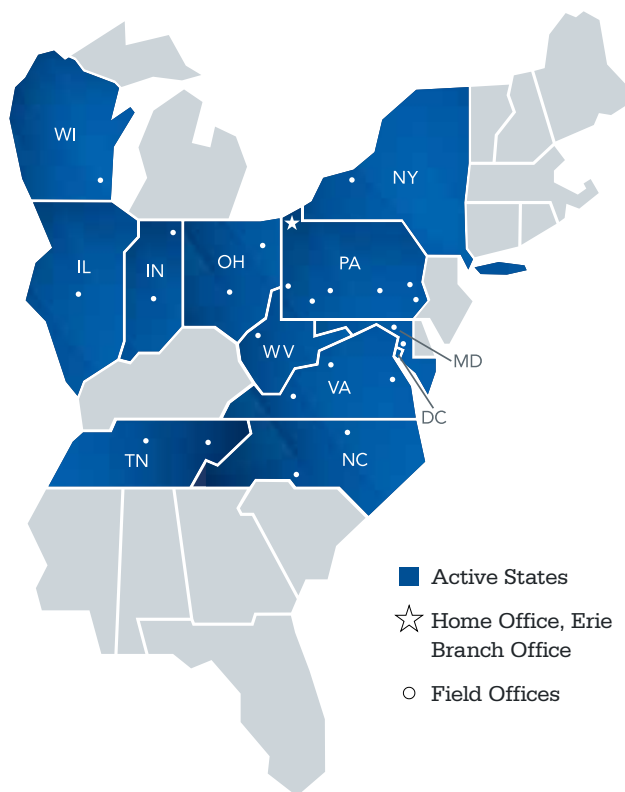 WI
NY
IL
IN
OH
PA
WV
MD
VA
DC
TN
NC
Active States
Home Office, Erie
Branch Office
Field Offices